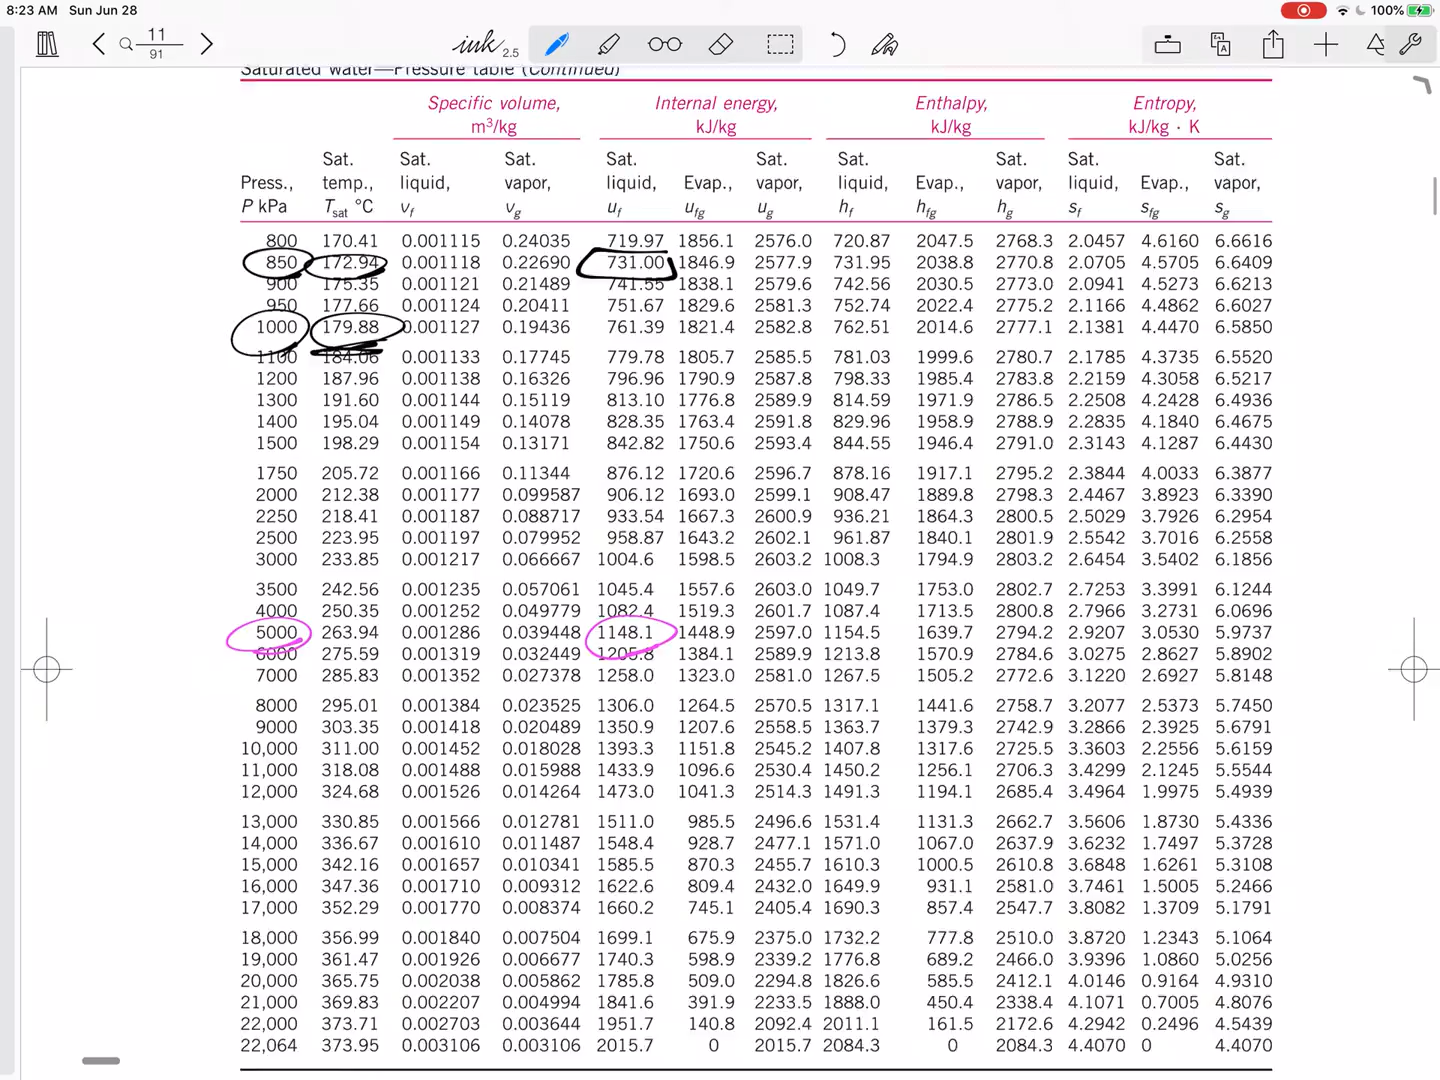 8:23 AM Sun Jun 28
100%
11
91
ink 2.5
Saturated water—Pressure table (Continued)
Specific volume, Internal energy, Enthalpy, Entropy,
m³/kg kJ/kg kJ/kg kJ/kg · K
Sat. Sat. Sat. Sat. Sat. Sat. Sat. Sat. Sat.
Press., temp., liquid, vapor, liquid, Evap., vapor, liquid, Evap., vapor, liquid, Evap., vapor,
P kPa Tsat °C vf vg uf ufg ug hf hfg hg sf sfg sg
800 170.41 0.001115 0.24035 719.97 1856.1 2576.0 720.87 2047.5 2768.3 2.0457 4.6160 6.6616
850 172.94 0.001118 0.22690 731.00 1846.9 2577.9 731.95 2038.8 2770.8 2.0705 4.5705 6.6409
900 175.35 0.001121 0.21489 741.55 1838.1 2579.6 742.56 2030.5 2773.0 2.0941 4.5273 6.6213
950 177.66 0.001124 0.20411 751.67 1829.6 2581.3 752.74 2022.4 2775.2 2.1166 4.4862 6.6027
1000 179.88 0.001127 0.19436 761.39 1821.4 2582.8 762.51 2014.6 2777.1 2.1381 4.4470 6.5850
1100 184.06 0.001133 0.17745 779.78 1805.7 2585.5 781.03 1999.6 2780.7 2.1785 4.3735 6.5520
1200 187.96 0.001138 0.16326 796.96 1790.9 2587.8 798.33 1985.4 2783.8 2.2159 4.3058 6.5217
1300 191.60 0.001144 0.15119 813.10 1776.8 2589.9 814.59 1971.9 2786.5 2.2508 4.2428 6.4936
1400 195.04 0.001149 0.14078 828.35 1763.4 2591.8 829.96 1958.9 2788.9 2.2835 4.1840 6.4675
1500 198.29 0.001154 0.13171 842.82 1750.6 2593.4 844.55 1946.4 2791.0 2.3143 4.1287 6.4430
1750 205.72 0.001166 0.11344 876.12 1720.6 2596.7 878.16 1917.1 2795.2 2.3844 4.0033 6.3877
2000 212.38 0.001177 0.099587 906.12 1693.0 2599.1 908.47 1889.8 2798.3 2.4467 3.8923 6.3390
2250 218.41 0.001187 0.088717 933.54 1667.3 2600.9 936.21 1864.3 2800.5 2.5029 3.7926 6.2954
2500 223.95 0.001197 0.079952 958.87 1643.2 2602.1 961.87 1840.1 2801.9 2.5542 3.7016 6.2558
3000 233.85 0.001217 0.066667 1004.6 1598.5 2603.2 1008.3 1794.9 2803.2 2.6454 3.5402 6.1856
3500 242.56 0.001235 0.057061 1045.4 1557.6 2603.0 1049.7 1753.0 2802.7 2.7253 3.3991 6.1244
4000 250.35 0.001252 0.049779 1082.4 1519.3 2601.7 1087.4 1713.5 2800.8 2.7966 3.2731 6.0696
5000 263.94 0.001286 0.039448 1148.1 1448.9 2597.0 1154.5 1639.7 2794.2 2.9207 3.0530 5.9737
6000 275.59 0.001319 0.032449 1205.8 1384.1 2589.9 1213.8 1570.9 2784.6 3.0275 2.8627 5.8902
7000 285.83 0.001352 0.027378 1258.0 1323.0 2581.0 1267.5 1505.2 2772.6 3.1220 2.6927 5.8148
8000 295.01 0.001384 0.023525 1306.0 1264.5 2570.5 1317.1 1441.6 2758.7 3.2077 2.5373 5.7450
9000 303.35 0.001418 0.020489 1350.9 1207.6 2558.5 1363.7 1379.3 2742.9 3.2866 2.3925 5.6791
10,000 311.00 0.001452 0.018028 1393.3 1151.8 2545.2 1407.8 1317.6 2725.5 3.3603 2.2556 5.6159
11,000 318.08 0.001488 0.015988 1433.9 1096.6 2530.4 1450.2 1256.1 2706.3 3.4299 2.1245 5.5544
12,000 324.68 0.001526 0.014264 1473.0 1041.3 2514.3 1491.3 1194.1 2685.4 3.4964 1.9975 5.4939
13,000 330.85 0.001566 0.012781 1511.0 985.5 2496.6 1531.4 1131.3 2662.7 3.5606 1.8730 5.4336
14,000 336.67 0.001610 0.011487 1548.4 928.7 2477.1 1571.0 1067.0 2637.9 3.6232 1.7497 5.3728
15,000 342.16 0.001657 0.010341 1585.5 870.3 2455.7 1610.3 1000.5 2610.8 3.6848 1.6261 5.3108
16,000 347.36 0.001710 0.009312 1622.6 809.4 2432.0 1649.9 931.1 2581.0 3.7461 1.5005 5.2466
17,000 352.29 0.001770 0.008374 1660.2 745.1 2405.4 1690.3 857.4 2547.7 3.8082 1.3709 5.1791
18,000 356.99 0.001840 0.007504 1699.1 675.9 2375.0 1732.2 777.8 2510.0 3.8720 1.2343 5.1064
19,000 361.47 0.001926 0.006677 1740.3 598.9 2339.2 1776.8 689.2 2466.0 3.9396 1.0860 5.0256
20,000 365.75 0.002038 0.005862 1785.8 509.0 2294.8 1826.6 585.5 2412.1 4.0146 0.9164 4.9310
21,000 369.83 0.002207 0.004994 1841.6 391.9 2233.5 1888.0 450.4 2338.4 4.1071 0.7005 4.8076
22,000 373.71 0.002703 0.003644 1951.7 140.8 2092.4 2011.1 161.5 2172.6 4.2942 0.2496 4.5439
22,064 373.95 0.003106 0.003106 2015.7 0 2015.7 2084.3 0 2084.3 4.4070 0 4.4070